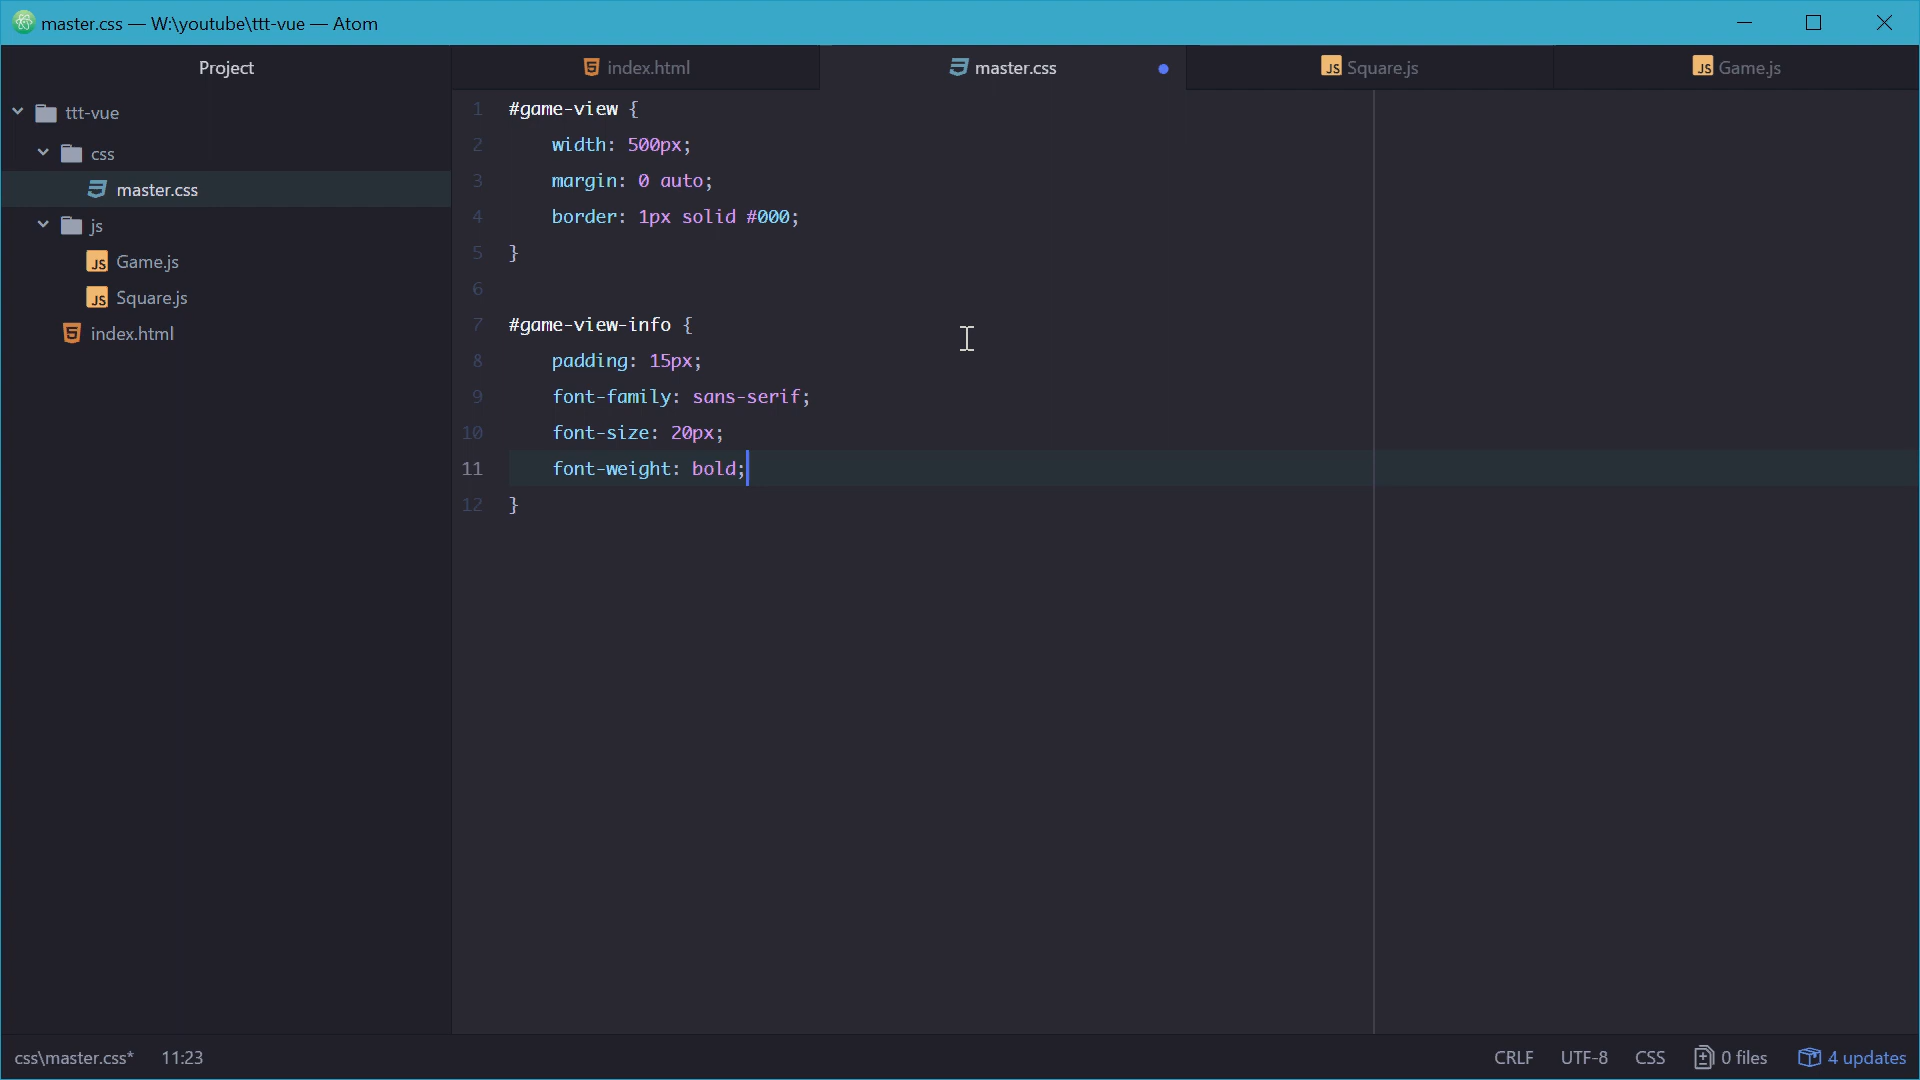 master.css — W:\youtube\ttt-vue — Atom
Project
index.html
master.css
JS Square.js
JS Game.js
ttt-vue
css
master.css
js
JS Game.js
JS Square.js
index.html
1 #game-view {
2 width: 500px;
3 margin: 0 auto;
4 border: 1px solid #000;
5 }
6
7 #game-view-info {
8 padding: 15px;
9 font-family: sans-serif;
10 font-size: 20px;
11 font-weight: bold;
12 }
css\master.css* 11:23
CRLF UTF-8 CSS 0 files 4 updates